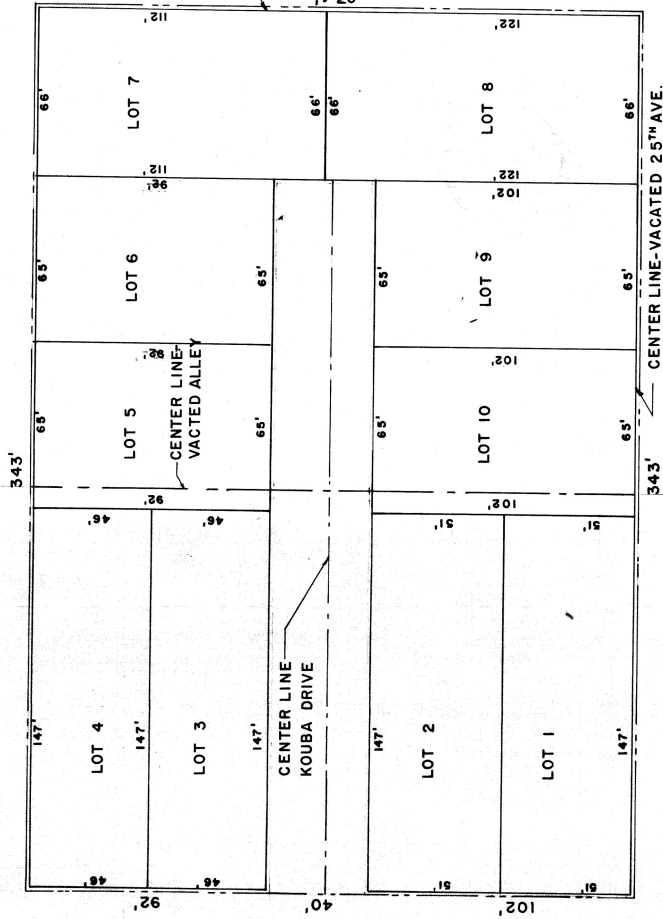 112'
122'
66'
LOT 7
66'
66'
LOT 8
66'
112'
122'
92'
102'
65'
LOT 6
65'
65'
LOT 9
65'
92'
102'
343'
65'
LOT 5
CENTER LINE-
VACTED ALLEY
65'
65'
LOT 10
65'
CENTER LINE-VACATED 25TH AVE.
343'
92'
102'
46'
46'
51'
51'
147'
LOT 4
147'
LOT 3
147'
CENTER LINE
KOUBA DRIVE
147'
LOT 2
LOT 1
147'
46'
46'
51'
51'
92'
40'
102'